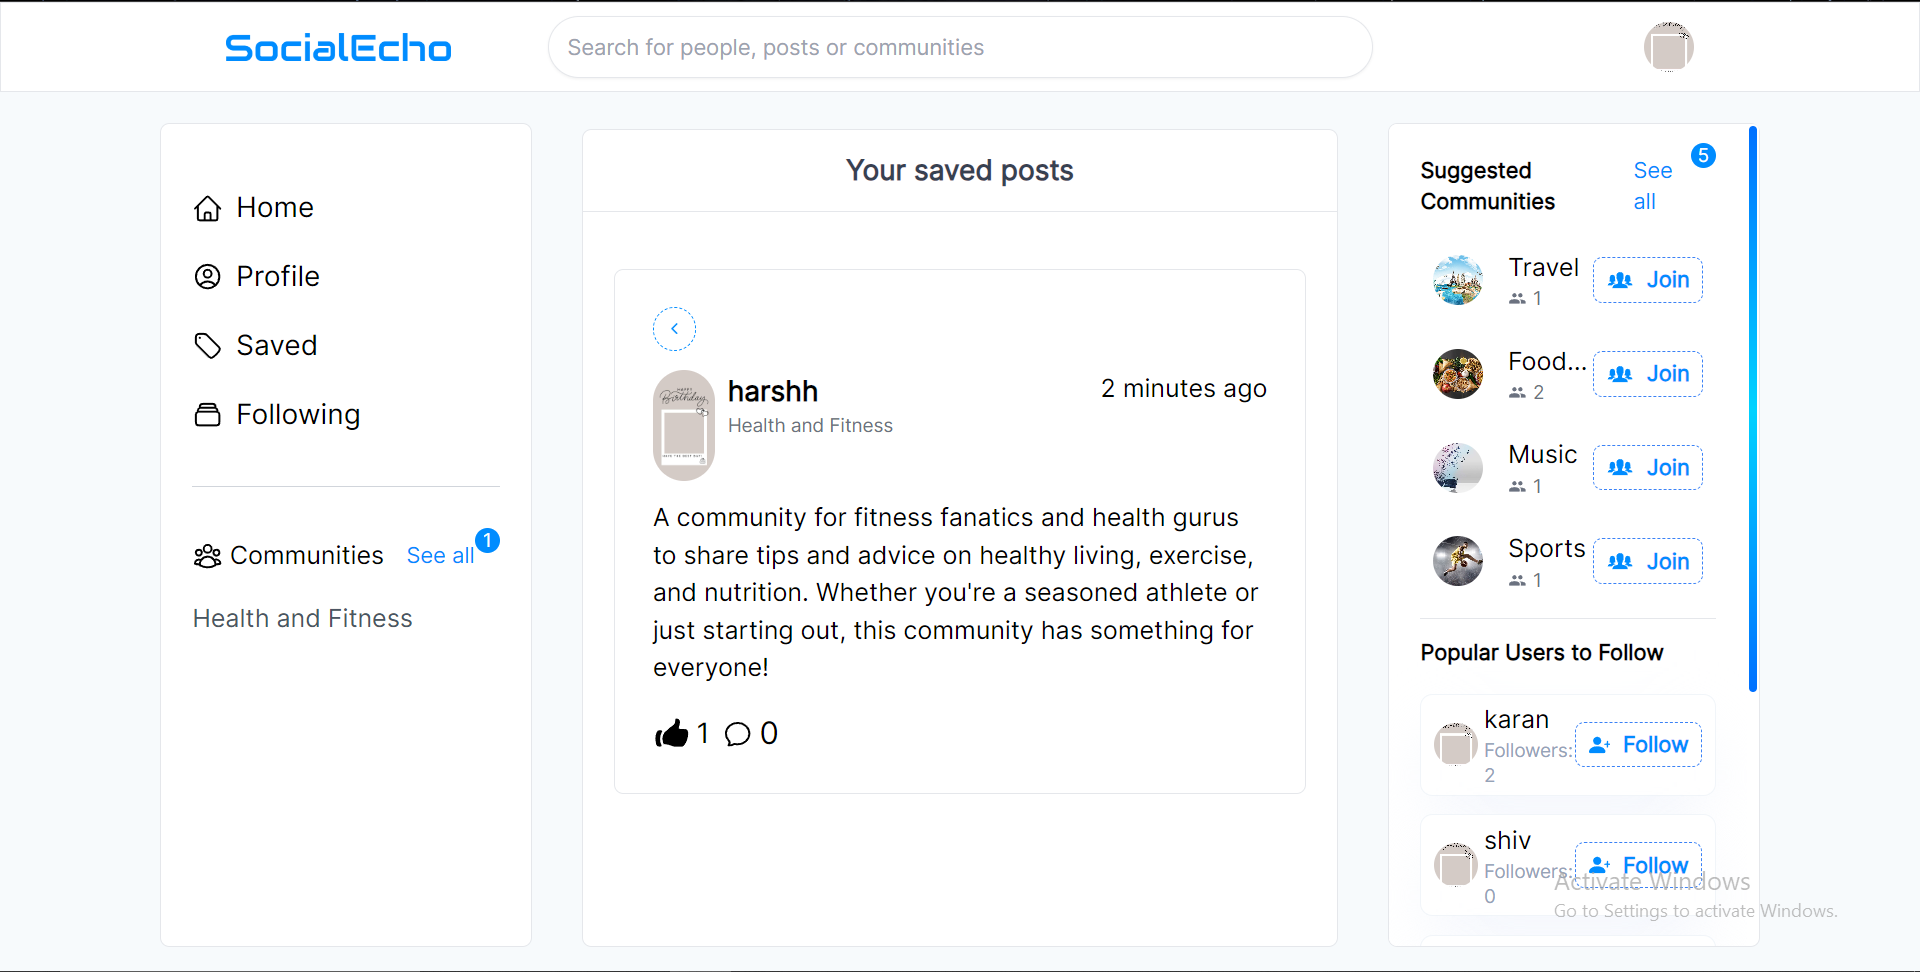 SocialEcho
Search for people, posts or communities
Home
Profile
Saved
Following
Communities
See all
1
Health and Fitness
Your saved posts
HAPPY
Birthday
harshh
Health and Fitness
2 minutes ago
A community for fitness fanatics and health gurus
to share tips and advice on healthy living, exercise,
and nutrition. Whether you're a seasoned athlete or
just starting out, this community has something for
everyone!
1
0
Suggested
Communities
See
all
5
Travel
1
Join
Food...
2
Join
Music
1
Join
Sports
1
Join
Popular Users to Follow
karan
Followers:
2
Follow
shiv
Followers:
0
Follow
Activate Windows
Go to Settings to activate Windows.